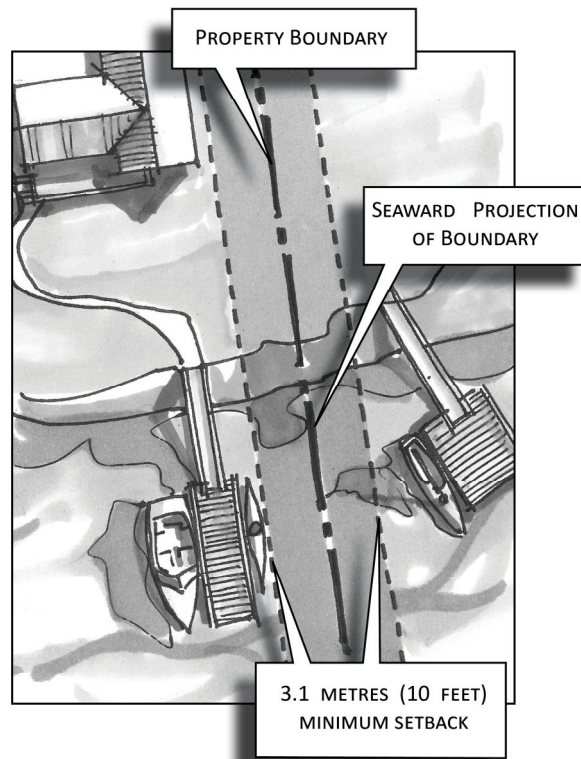 PROPERTY BOUNDARY
SEAWARD PROJECTION
OF BOUNDARY
3.1 METRES (10 FEET)
MINIMUM SETBACK